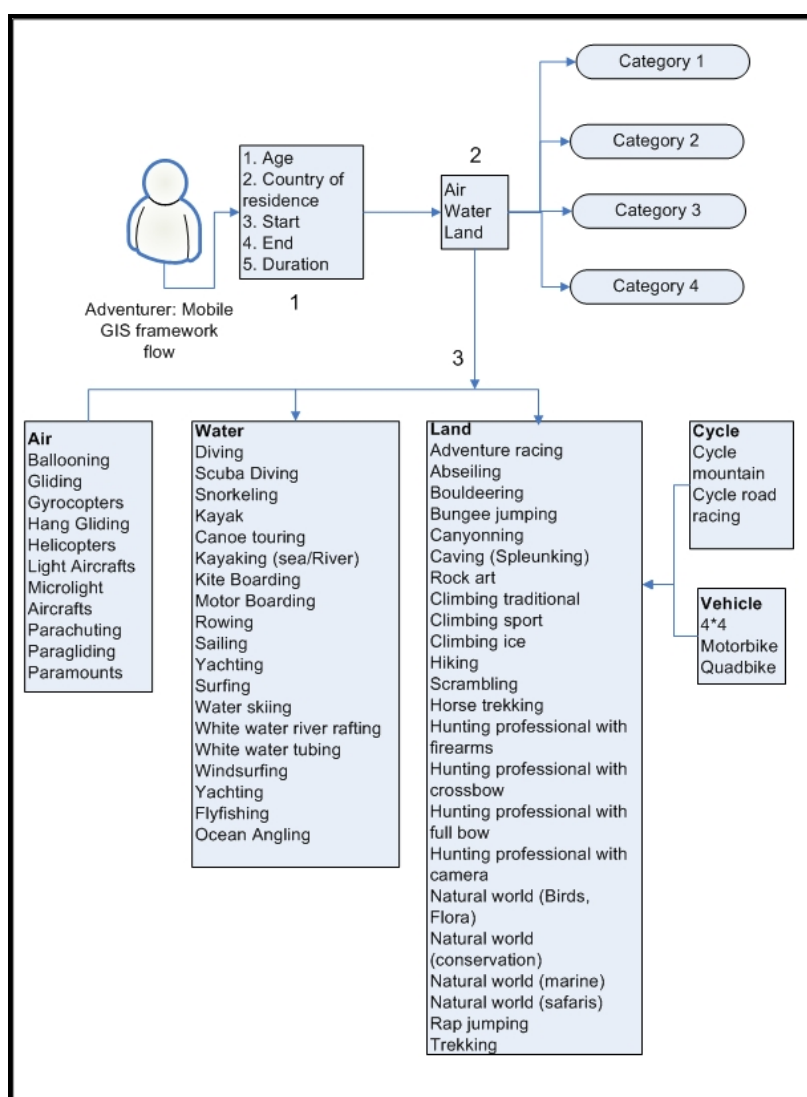 Category 1
Category 2
Category 3
Category 4
1. Age
2. Country of
residence
3. Start
4. End
5. Duration
1
2
Air
Water
Land
Adventurer: Mobile
GIS framework
flow
3
Air
Ballooning
Gliding
Gyrocopters
Hang Gliding
Helicopters
Light Aircrafts
Microlight
Aircrafts
Parachuting
Paragliding
Paramounts
Water
Diving
Scuba Diving
Snorkeling
Kayak
Canoe touring
Kayaking (sea/River)
Kite Boarding
Motor Boarding
Rowing
Sailing
Yachting
Surfing
Water skiing
White water river rafting
White water tubing
Windsurfing
Yachting
Flyfishing
Ocean Angling
Land
Adventure racing
Abseiling
Bouldeering
Bungee jumping
Canyonning
Caving (Spleunking)
Rock art
Climbing traditional
Climbing sport
Climbing ice
Hiking
Scrambling
Horse trekking
Hunting professional with
firearms
Hunting professional with
crossbow
Hunting professional with
full bow
Hunting professional with
camera
Natural world (Birds,
Flora)
Natural world
(conservation)
Natural world (marine)
Natural world (safaris)
Rap jumping
Trekking
Cycle
Cycle
mountain
Cycle road
racing
Vehicle
4*4
Motorbike
Quadbike